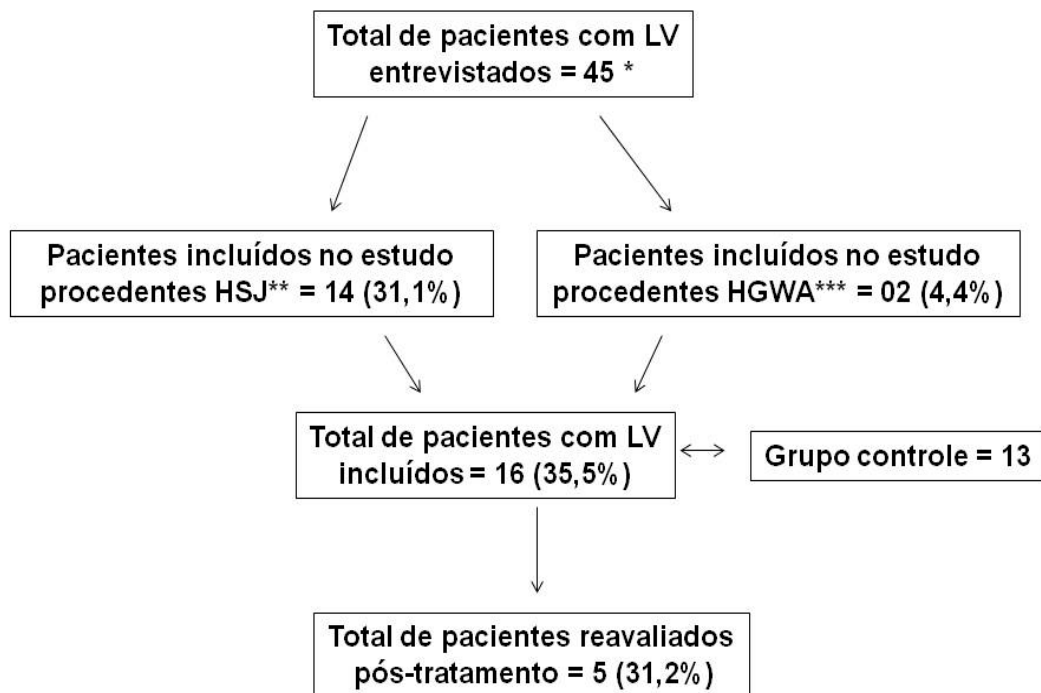 Total de pacientes com LV
entrevistados = 45 *
Pacientes incluídos no estudo
procedentes HSJ** = 14 (31,1%)
Pacientes incluídos no estudo
procedentes HGWA*** = 02 (4,4%)
Total de pacientes com LV
incluídos = 16 (35,5%)
Grupo controle = 13
Total de pacientes reavaliados
pós-tratamento = 5 (31,2%)